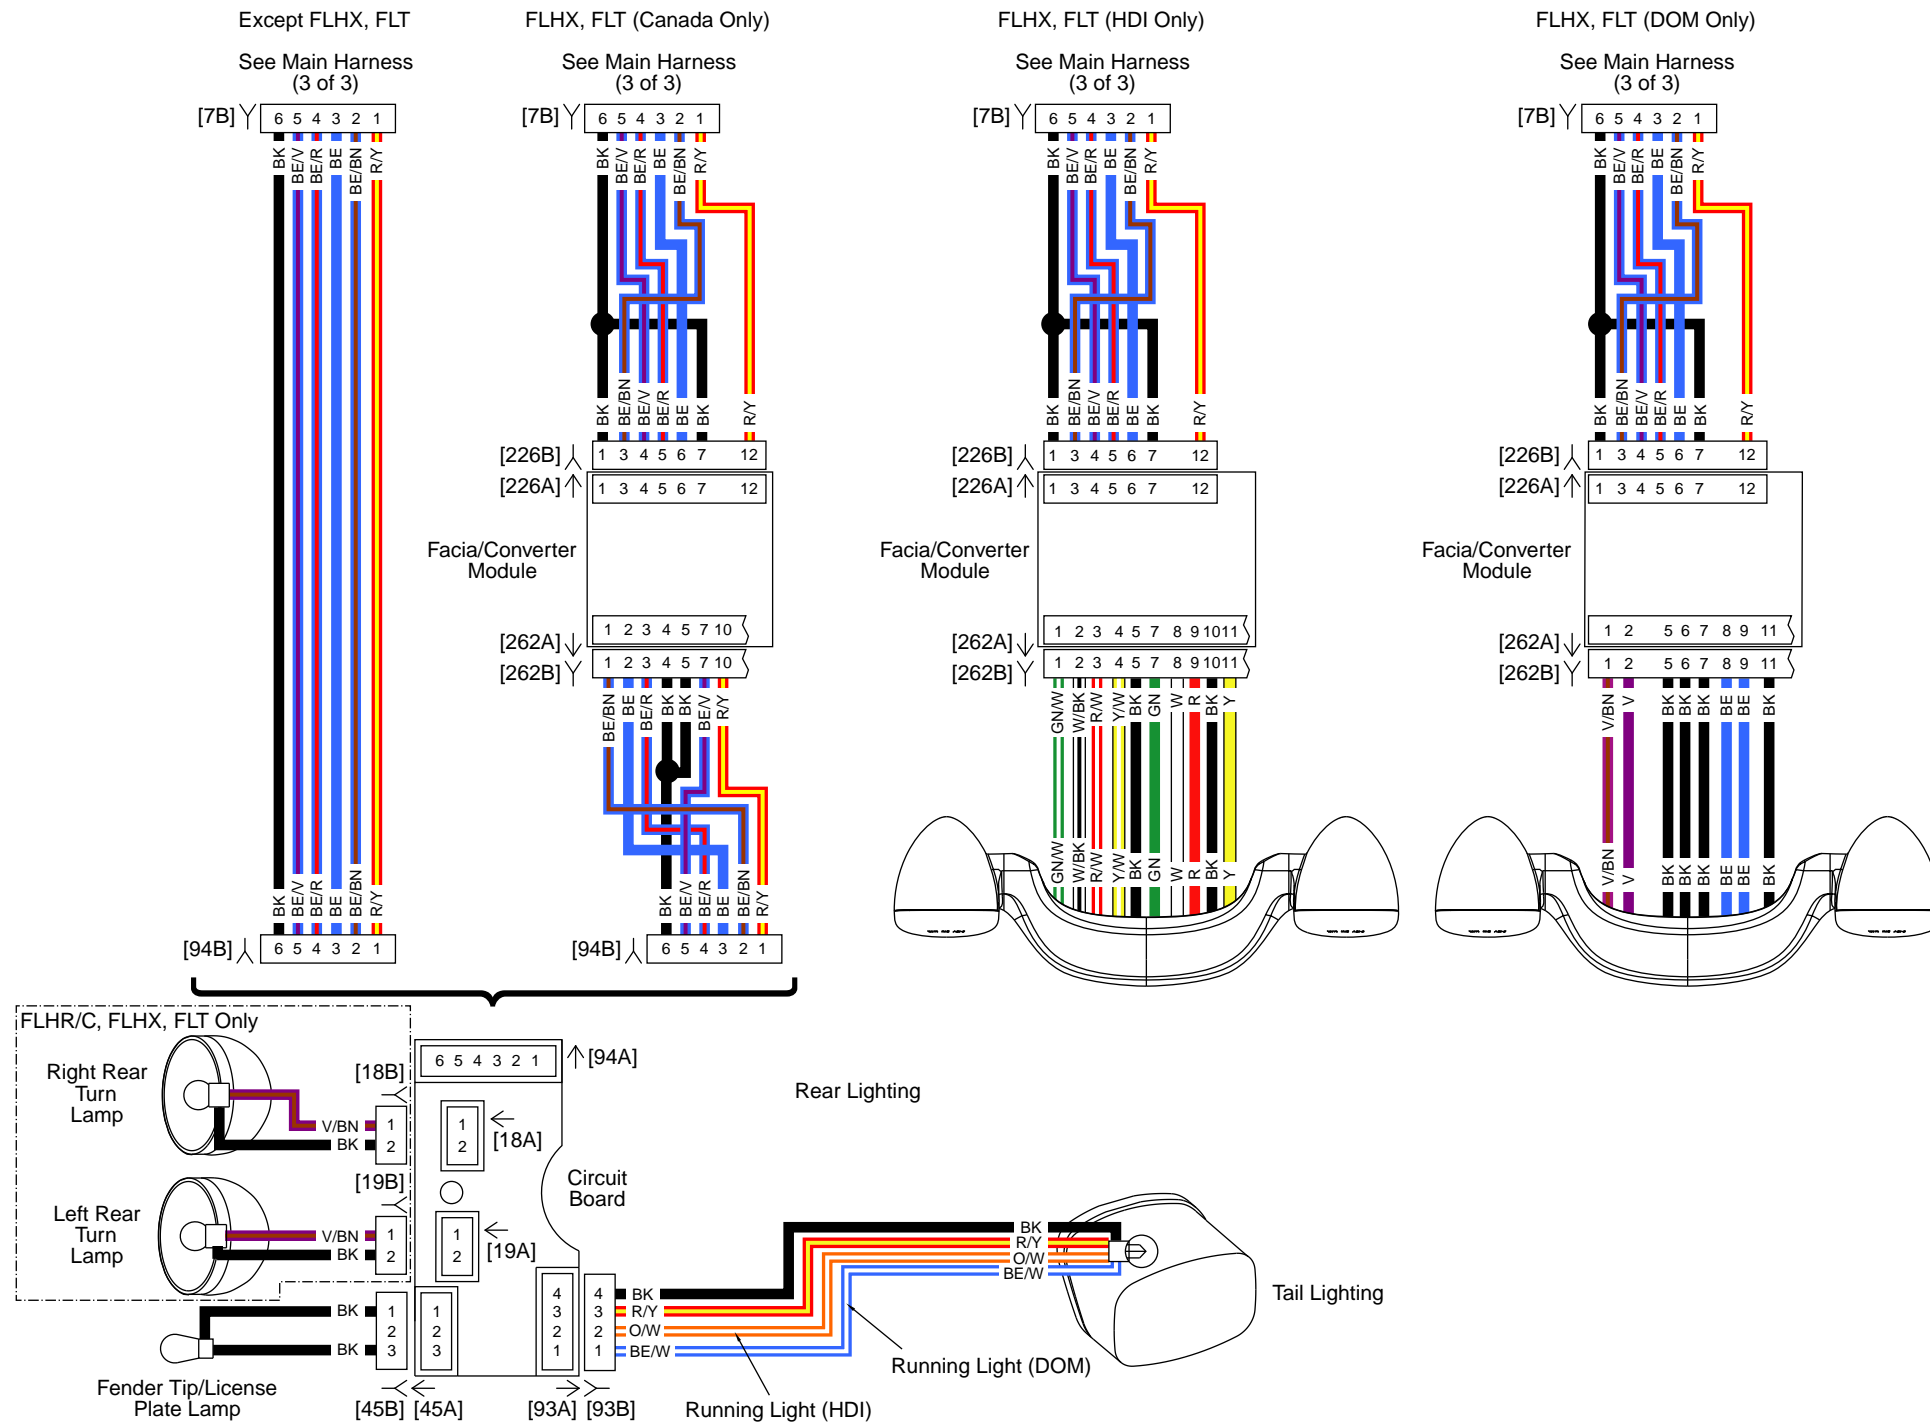 Except FLHX, FLT
FLHX, FLT (Canada Only)
FLHX, FLT (HDI Only)
FLHX, FLT (DOM Only)
See Main Harness
(3 of 3)
See Main Harness
(3 of 3)
See Main Harness
(3 of 3)
See Main Harness
(3 of 3)
[7B] 6 5 4 3 2 1
[7B] 6 5 4 3 2 1
[7B] 6 5 4 3 2 1
[7B] 6 5 4 3 2 1
BK BE/V BE/R BE BE/BN R/Y
BK BE/V BE/R BE BE/BN R/Y
BK BE/V BE/R BE BE/BN R/Y
BK BE/V BE/R BE BE/BN R/Y
BK BE/BN BE/V BE/R BE BK R/Y
BK BE/BN BE/V BE/R BE BK R/Y
BK BE/BN BE/V BE/R BE BK R/Y
[226B] 1 3 4 5 6 7 12
[226B] 1 3 4 5 6 7 12
[226B] 1 3 4 5 6 7 12
[226A] 1 3 4 5 6 7 12
[226A] 1 3 4 5 6 7 12
[226A] 1 3 4 5 6 7 12
Facia/Converter
Module
Facia/Converter
Module
Facia/Converter
Module
[262A] 1 2 3 4 5 7 10
[262A] 1 2 3 4 5 7 8 9 10 11
[262A] 1 2 5 6 7 8 9 11
[262B] 1 2 3 4 5 7 10
[262B] 1 2 3 4 5 7 8 9 10 11
[262B] 1 2 5 6 7 8 9 11
BE/BN BE BE/R BK BK BE/V R/Y
GN/W W/BK R/W Y/W BK GN W R BK Y
V/BN V BK BK BK BE BE BK
GN/W W/BK R/W Y/W BK GN W R BK Y
V/BN V BK BK BK BE BE BK
BK BE/V BE/R BE BE/BN R/Y
BK BE/V BE/R BE BE/BN R/Y
[94B] 6 5 4 3 2 1
[94B] 6 5 4 3 2 1
FLHR/C, FLHX, FLT Only
Right Rear
Turn
Lamp
[18B]
V/BN 1
BK 2
6 5 4 3 2 1 [94A]
1
2
[18A]
Rear Lighting
Circuit
Board
Left Rear
Turn
Lamp
[19B]
V/BN 1
BK 2
1
2
[19A]
BK
R/Y
O/W
BE/W
Tail Lighting
BK 1
2
BK 3
1
2
3
4
3
2
1
4 BK
3 R/Y
2 O/W
1 BE/W
Running Light (DOM)
Running Light (HDI)
Fender Tip/License
Plate Lamp
[45B] [45A] [93A] [93B]